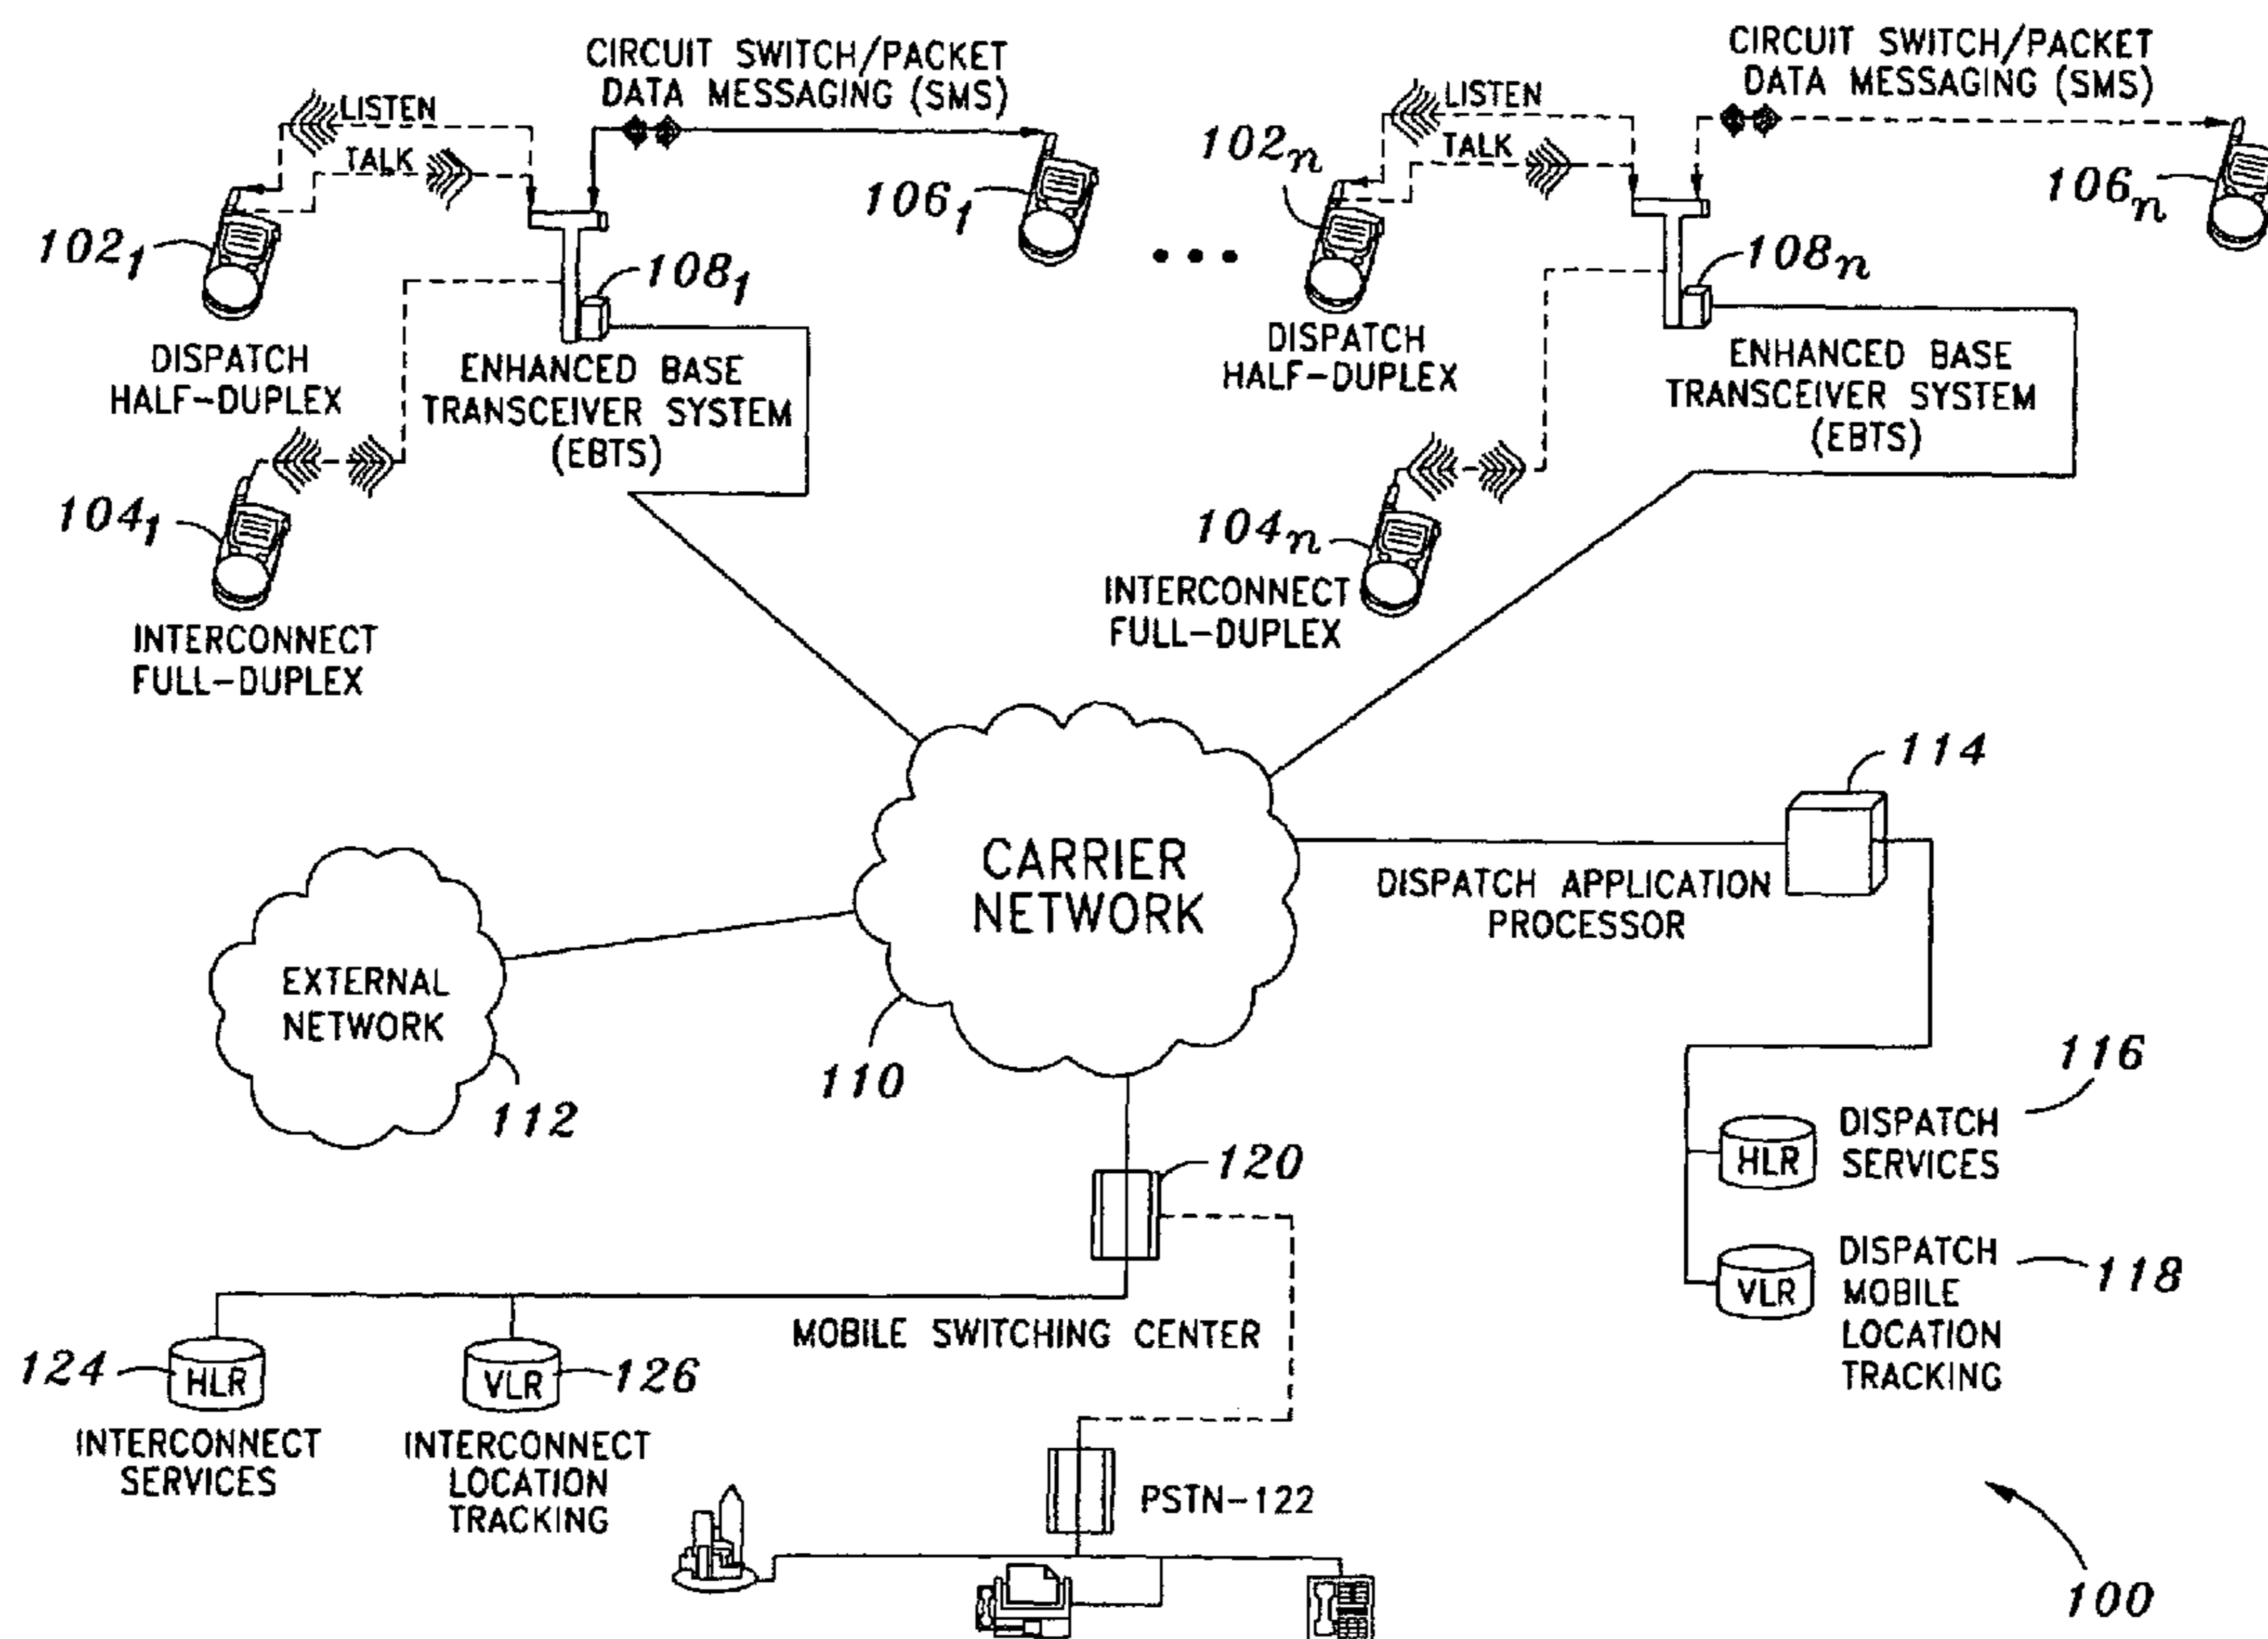 CIRCUIT SWITCH/PACKET
DATA MESSAGING (SMS)
LISTEN
TALK
102₁
106₁
108₁
DISPATCH
HALF-DUPLEX
ENHANCED BASE
TRANSCEIVER SYSTEM
(EBTS)
104₁
INTERCONNECT
FULL-DUPLEX
CIRCUIT SWITCH/PACKET
DATA MESSAGING (SMS)
LISTEN
TALK
102n
106n
108n
DISPATCH
HALF-DUPLEX
ENHANCED BASE
TRANSCEIVER SYSTEM
(EBTS)
104n
INTERCONNECT
FULL-DUPLEX
CARRIER
NETWORK
110
EXTERNAL
NETWORK
112
114
DISPATCH APPLICATION
PROCESSOR
116
HLR
DISPATCH
SERVICES
118
VLR
DISPATCH
MOBILE
LOCATION
TRACKING
120
MOBILE SWITCHING CENTER
124
HLR
INTERCONNECT
SERVICES
VLR
126
INTERCONNECT
LOCATION
TRACKING
PSTN-122
100